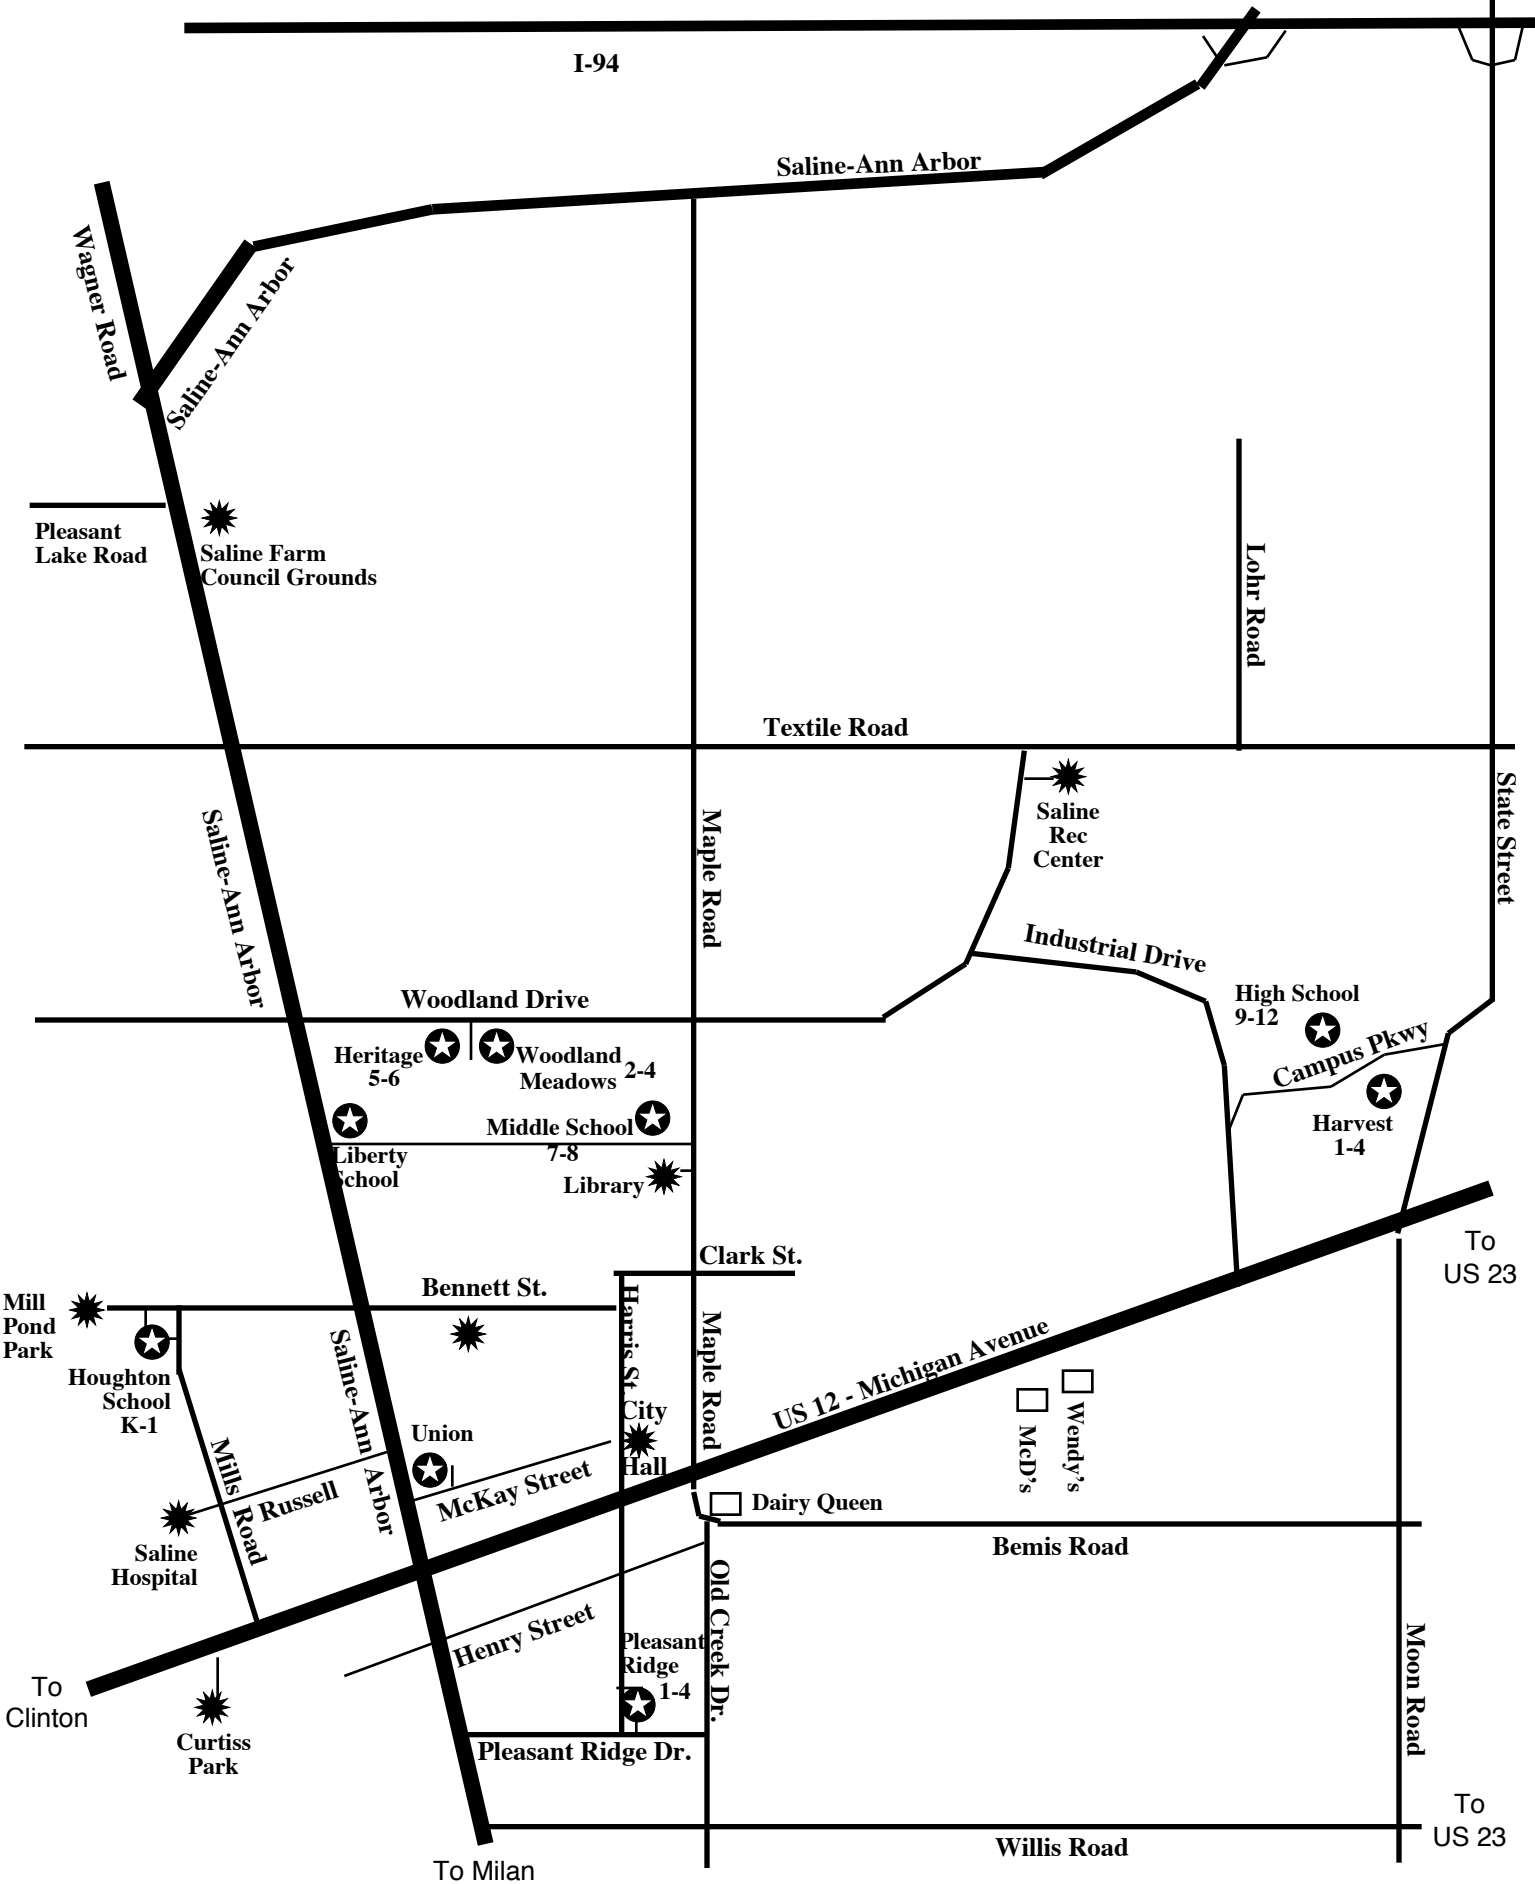 I-94
Saline-Ann Arbor
Wagner Road
Saline-Ann Arbor
Pleasant
Lake Road
Saline Farm
Council Grounds
Lohr Road
Textile Road
State Street
Saline
Rec
Center
Saline-Ann Arbor
Maple Road
Industrial Drive
Woodland Drive
High School
9-12
Campus Pkwy
Heritage
5-6
Woodland
Meadows
2-4
Harvest
1-4
Middle School
7-8
Liberty
School
Library
To
US 23
Clark St.
Bennett St.
Mill
Pond
Park
Harris St.
Maple Road
US 12 - Michigan Avenue
Saline-Ann Arbor
Houghton
School
K-1
City
Hall
Union
McD's
Wendy's
Mills Road
Russell
McKay Street
Dairy Queen
Saline
Hospital
Bemis Road
Old Creek Dr.
Henry Street
Pleasant
Ridge
1-4
Moon Road
To
Clinton
Curtiss
Park
Pleasant Ridge Dr.
To
US 23
Willis Road
To Milan